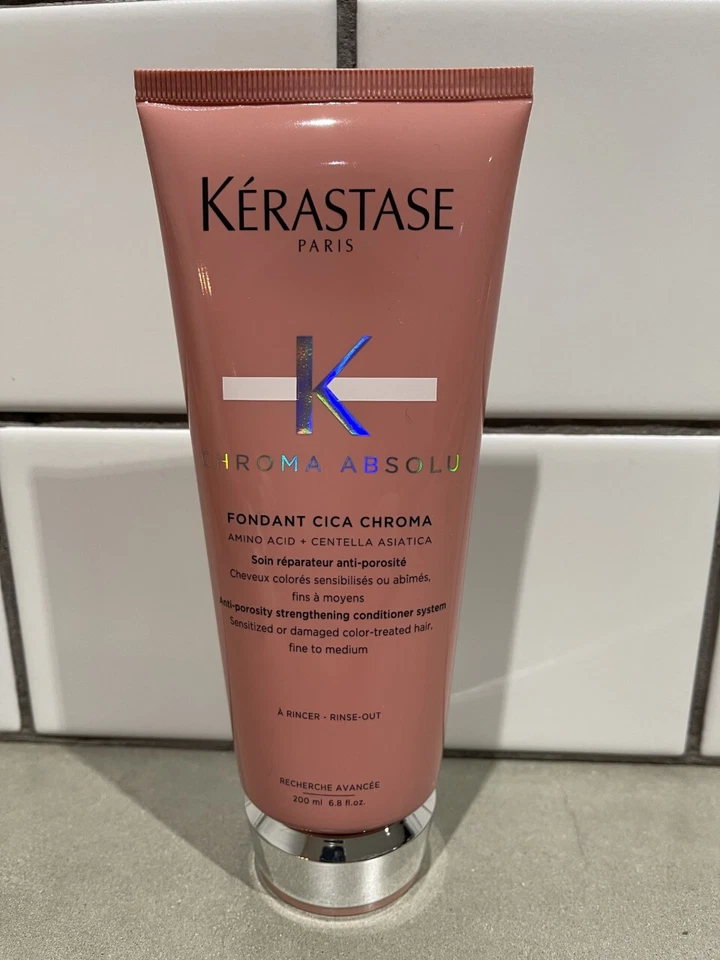 KÉRASTASE
PARIS
K
CHROMA ABSOLU
FONDANT CICA CHROMA
AMINO ACID + CENTELLA ASIATICA
Soin réparateur anti-porosité
Cheveux colorés sensibilisés ou abîmés,
fins à moyens
Anti-porosity strengthening conditioner system
Sensitized or damaged color-treated hair,
fine to medium
À RINCER - RINSE-OUT
RECHERCHE AVANCÉE
200 ml 6.8 fl.oz.